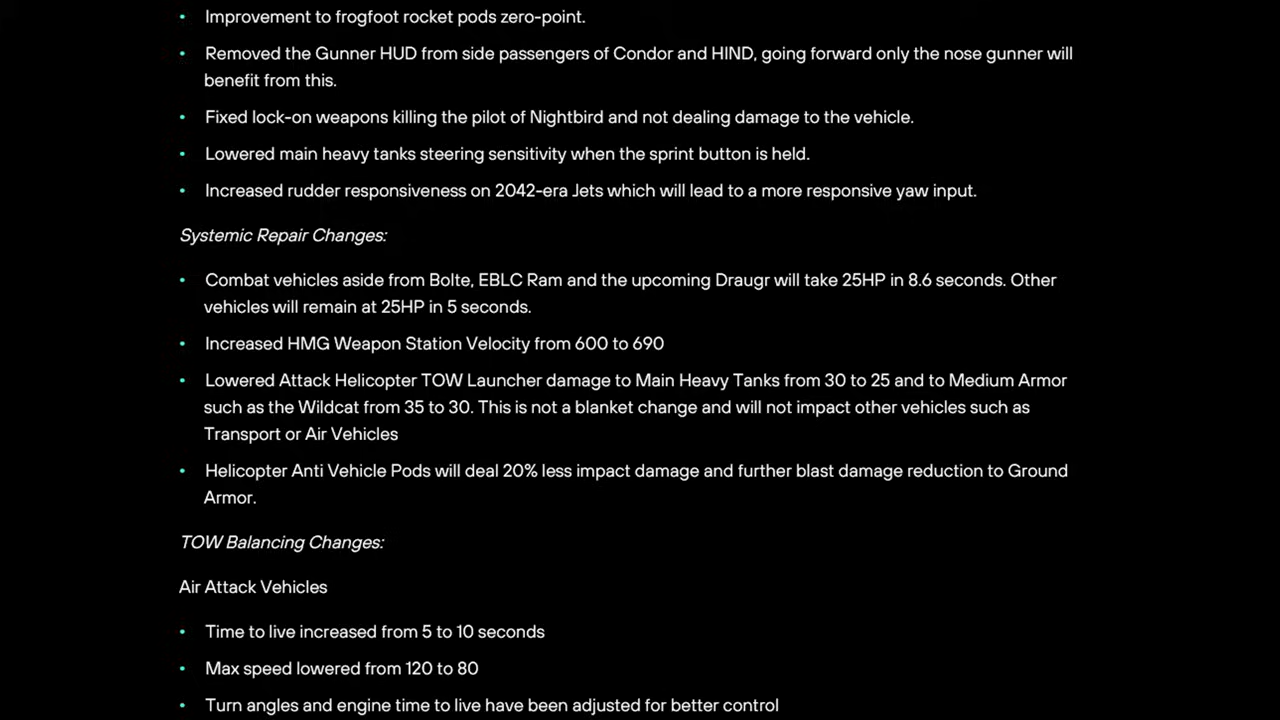 • Improvement to frogfoot rocket pods zero-point.
• Removed the Gunner HUD from side passengers of Condor and HIND, going forward only the nose gunner will
benefit from this.
• Fixed lock-on weapons killing the pilot of Nightbird and not dealing damage to the vehicle.
• Lowered main heavy tanks steering sensitivity when the sprint button is held.
• Increased rudder responsiveness on 2042-era Jets which will lead to a more responsive yaw input.
Systemic Repair Changes:
• Combat vehicles aside from Bolte, EBLC Ram and the upcoming Draugr will take 25HP in 8.6 seconds. Other
vehicles will remain at 25HP in 5 seconds.
• Increased HMG Weapon Station Velocity from 600 to 690
• Lowered Attack Helicopter TOW Launcher damage to Main Heavy Tanks from 30 to 25 and to Medium Armor
such as the Wildcat from 35 to 30. This is not a blanket change and will not impact other vehicles such as
Transport or Air Vehicles
• Helicopter Anti Vehicle Pods will deal 20% less impact damage and further blast damage reduction to Ground
Armor.
TOW Balancing Changes:
Air Attack Vehicles
• Time to live increased from 5 to 10 seconds
• Max speed lowered from 120 to 80
• Turn angles and engine time to live have been adjusted for better control